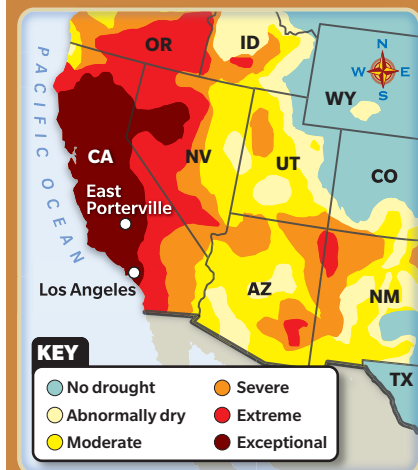 OR
ID
N
W E
S
WY
PACIFIC OCEAN
CA
NV
UT
CO
East
Porterville
Los Angeles
AZ
NM
TX
KEY
No drought
Severe
Abnormally dry
Extreme
Moderate
Exceptional